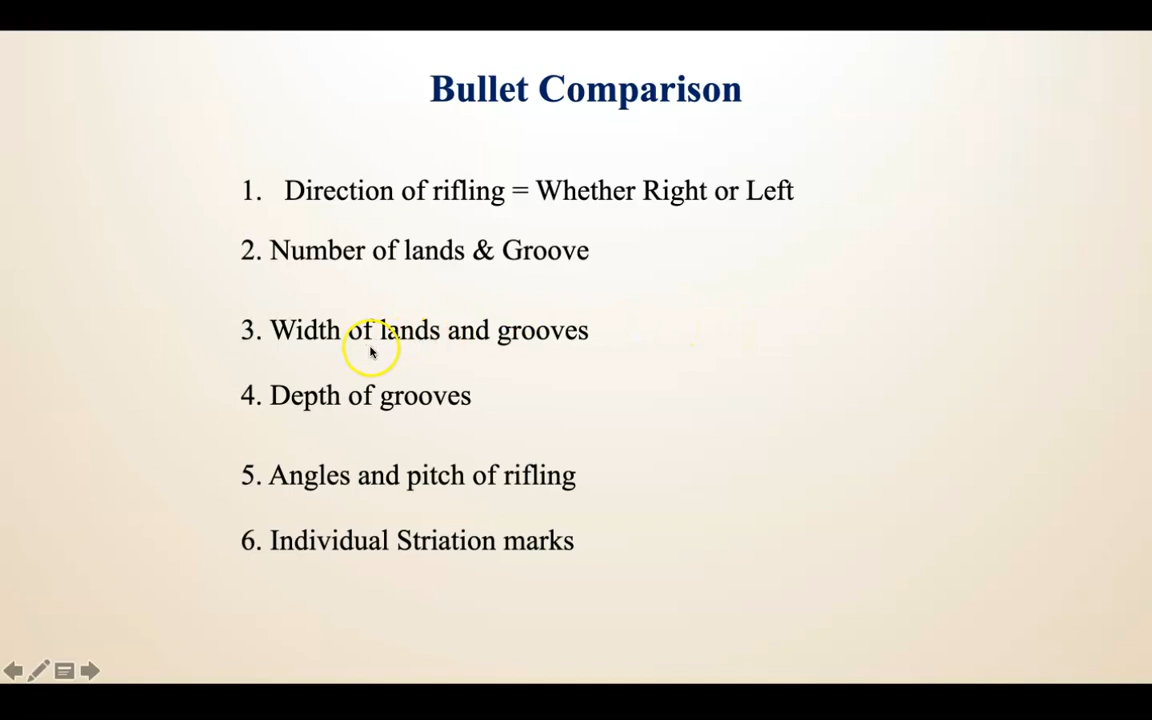 Bullet Comparison
1. Direction of rifling = Whether Right or Left
2. Number of lands & Groove
3. Width of lands and grooves
4. Depth of grooves
5. Angles and pitch of rifling
6. Individual Striation marks